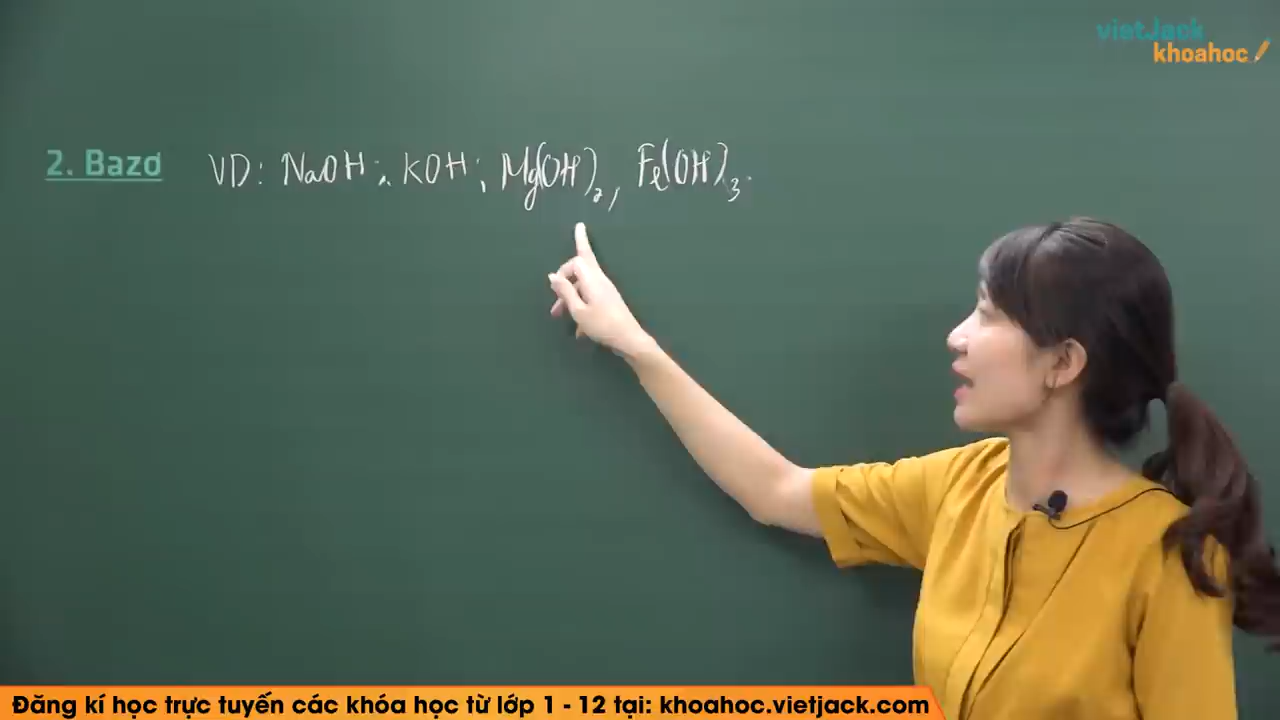 vietJack
khoahoc
2. Bazơ VD: NaOH; KOH; Mg(OH)₂, Fe(OH)₃.
Đăng kí học trực tuyến các khóa học từ lớp 1 - 12 tại: khoahoc.vietjack.com